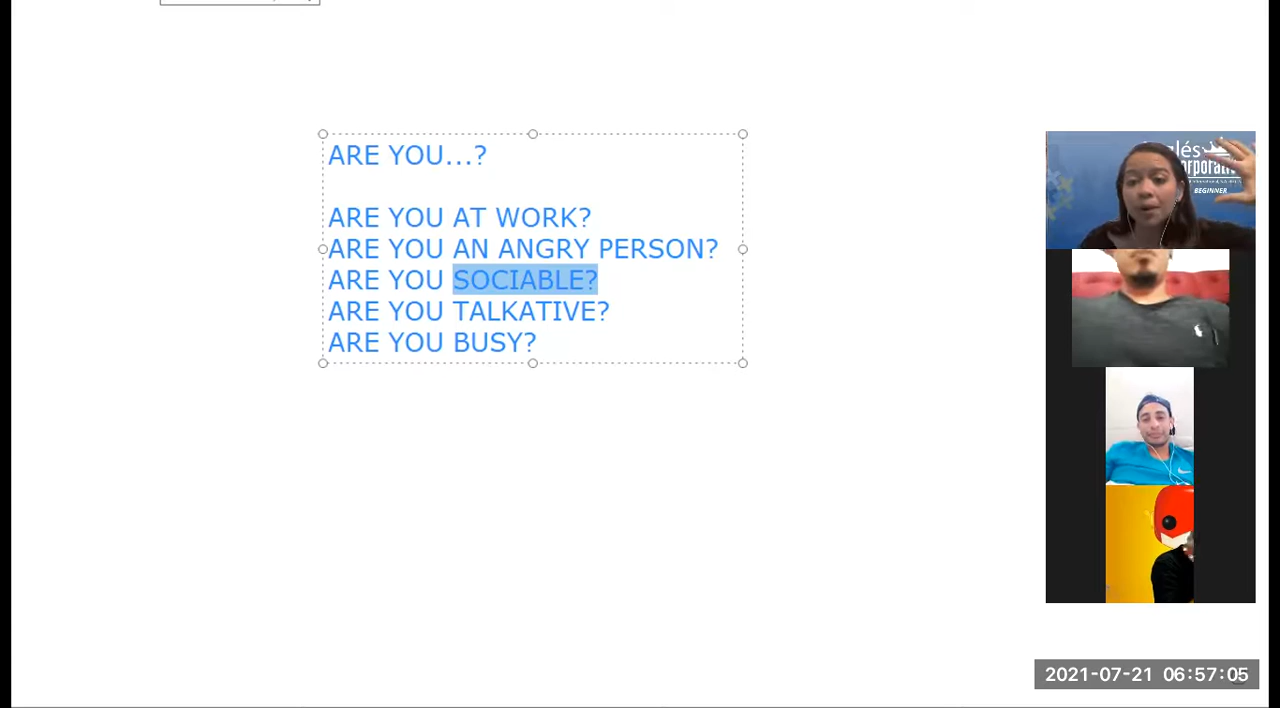 ARE YOU...?
ARE YOU AT WORK?
ARE YOU AN ANGRY PERSON?
ARE YOU SOCIABLE?
ARE YOU TALKATIVE?
ARE YOU BUSY?
BEGINNER
2021-07-21 06:57:05